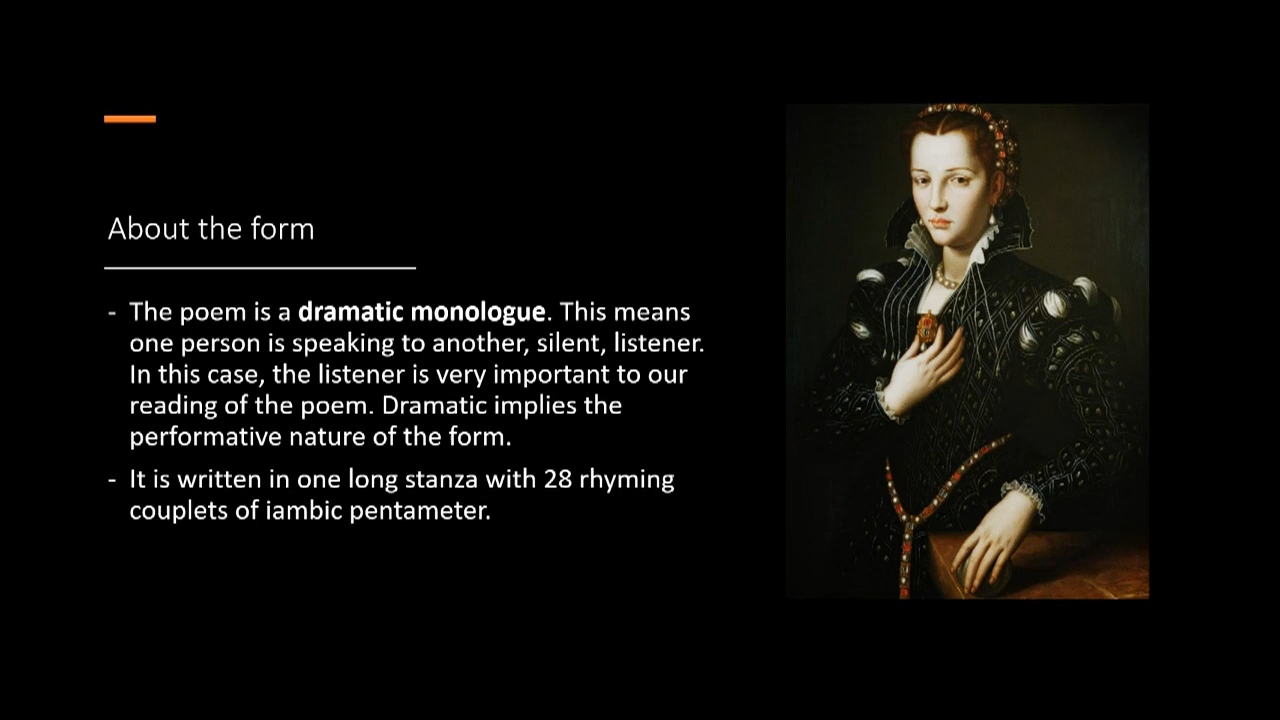 About the form
- The poem is a dramatic monologue. This means
one person is speaking to another, silent, listener.
In this case, the listener is very important to our
reading of the poem. Dramatic implies the
performative nature of the form.
- It is written in one long stanza with 28 rhyming
couplets of iambic pentameter.